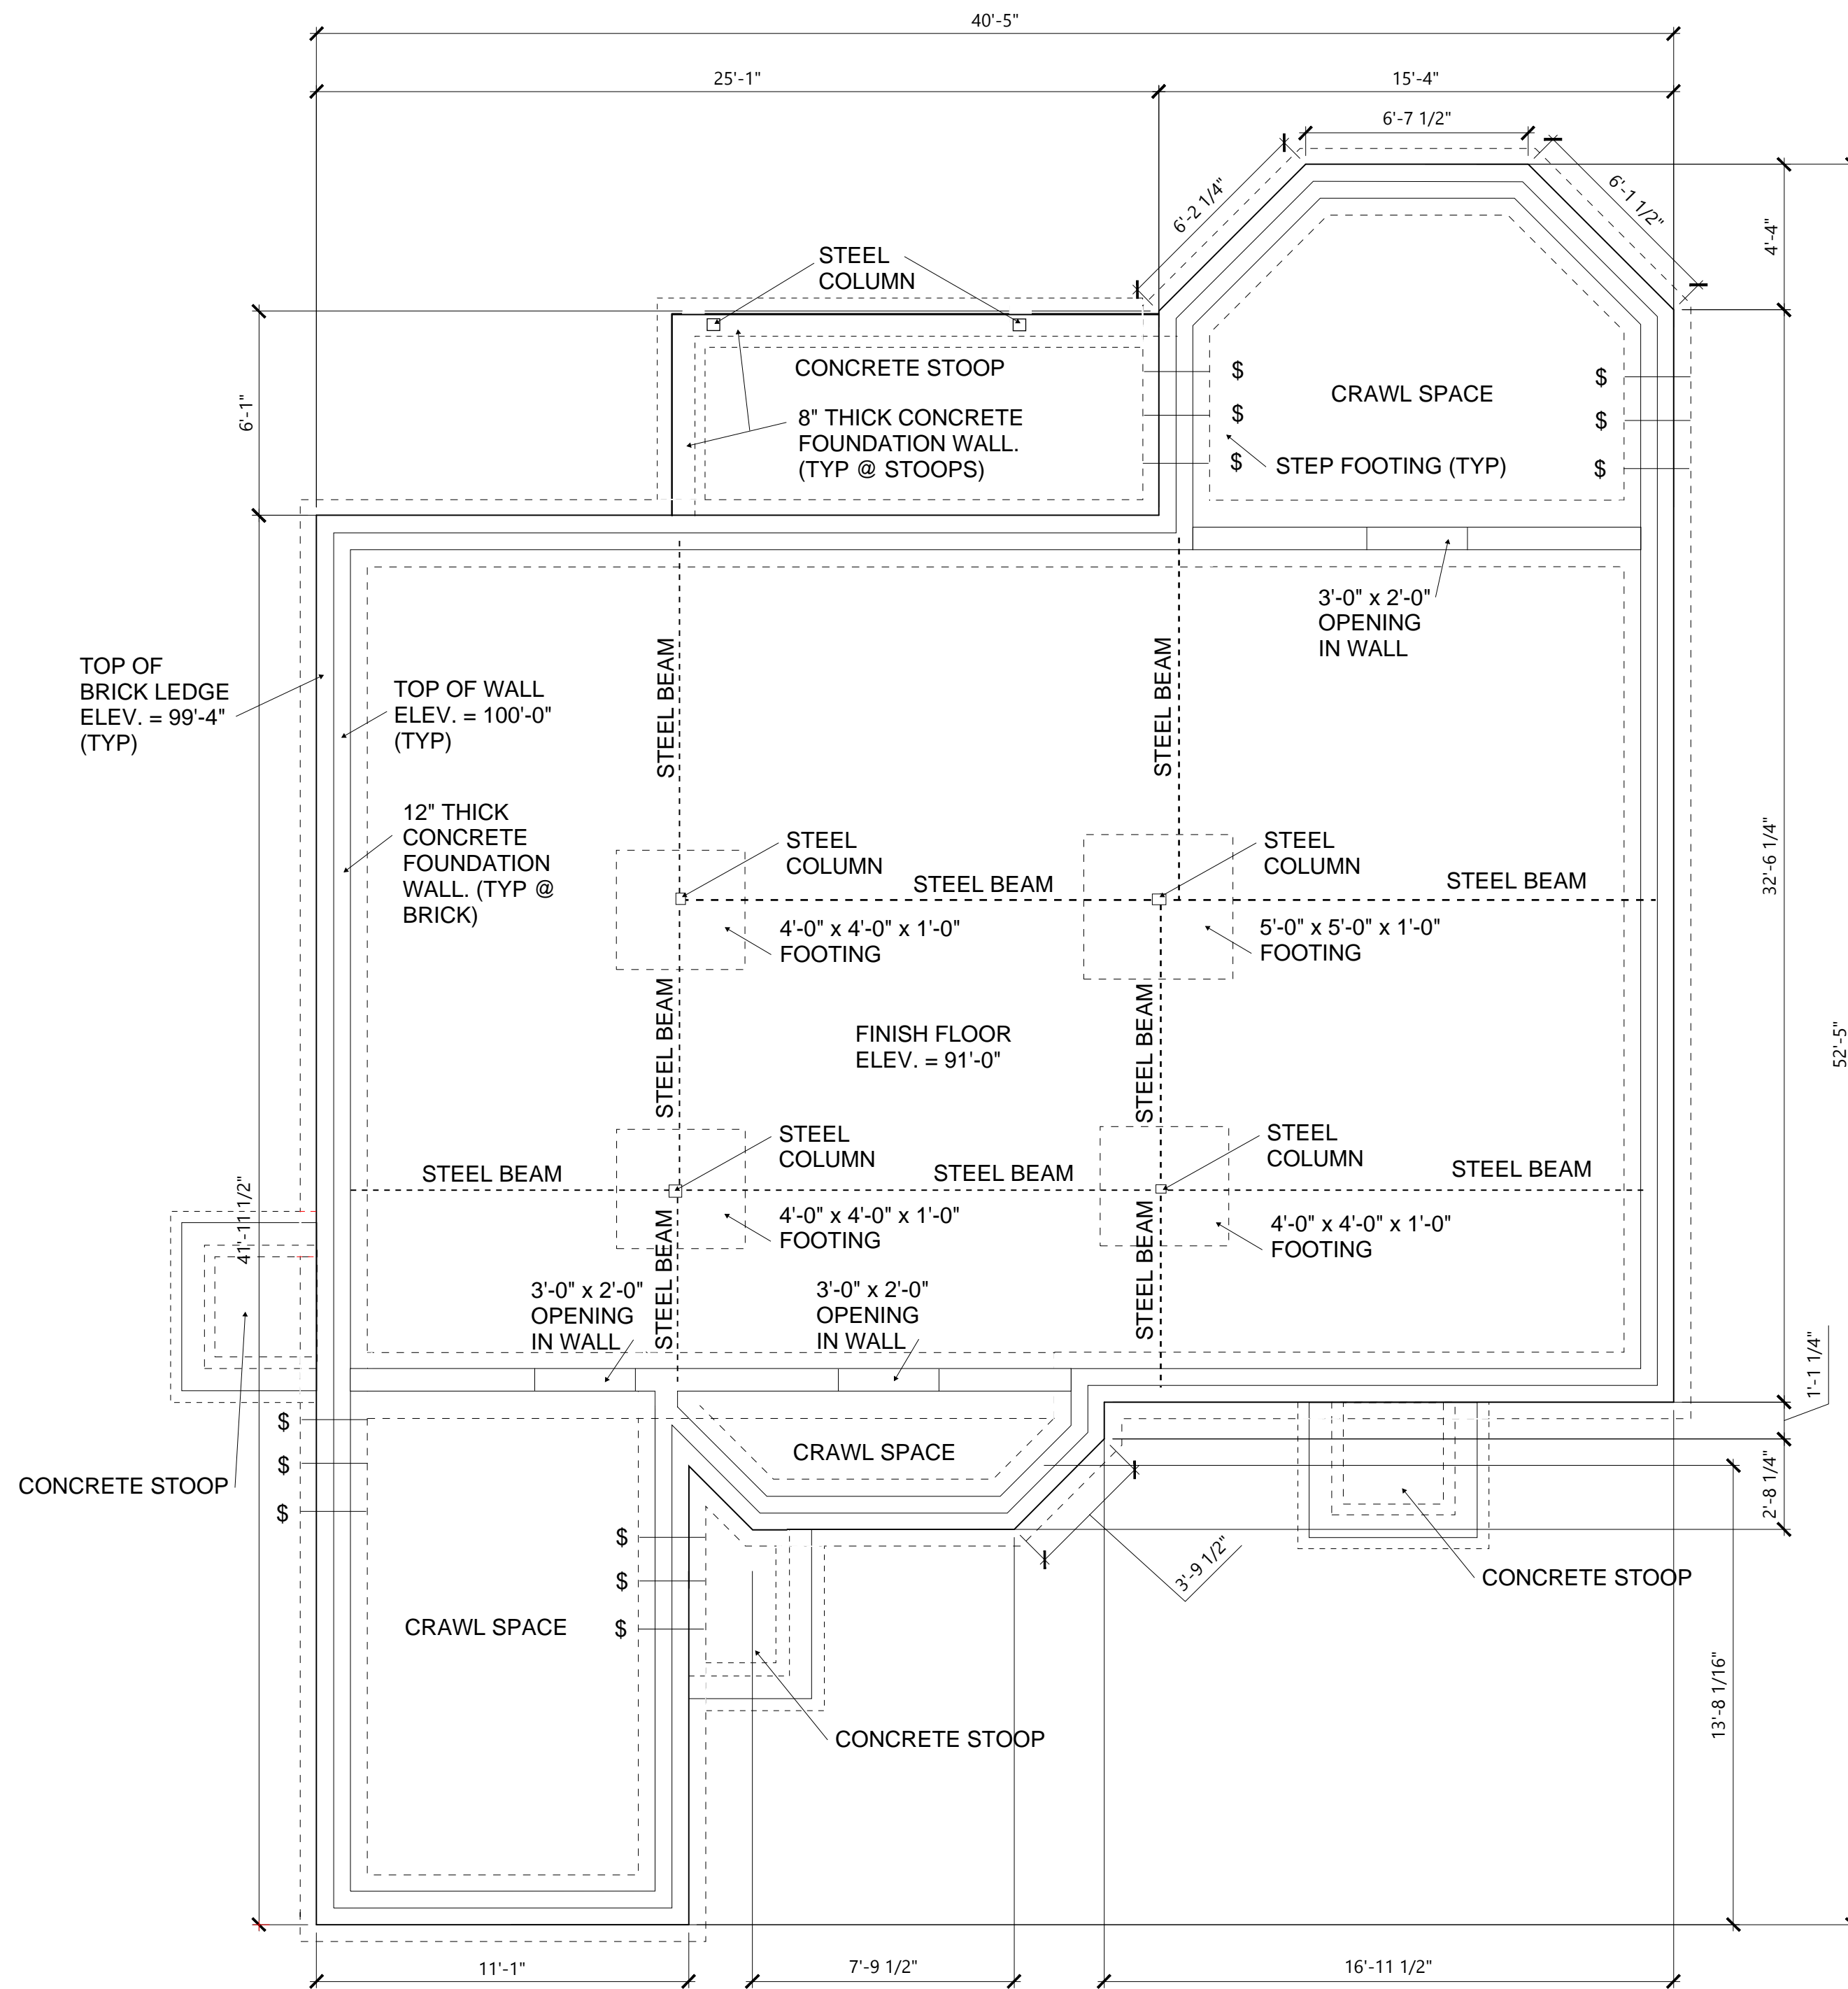 40'-5"
25'-1"
15'-4"
6'-7 1/2"
6'-2 1/4"
6'-1 1/2"
4'-4"
STEEL
COLUMN
CONCRETE STOOP
8" THICK CONCRETE
FOUNDATION WALL.
(TYP @ STOOPS)
6'-1"
$
$
$
CRAWL SPACE
$
$
$
STEP FOOTING (TYP)
3'-0" x 2'-0"
OPENING
IN WALL
TOP OF
BRICK LEDGE
ELEV. = 99'-4"
(TYP)
TOP OF WALL
ELEV. = 100'-0"
(TYP)
STEEL BEAM
STEEL BEAM
12" THICK
CONCRETE
FOUNDATION
WALL. (TYP @
BRICK)
STEEL
COLUMN
STEEL BEAM
4'-0" x 4'-0" x 1'-0"
FOOTING
STEEL
COLUMN
STEEL BEAM
5'-0" x 5'-0" x 1'-0"
FOOTING
32'-6 1/4"
52'-5"
STEEL BEAM
FINISH FLOOR
ELEV. = 91'-0"
STEEL BEAM
STEEL
COLUMN
STEEL BEAM
STEEL BEAM
4'-0" x 4'-0" x 1'-0"
FOOTING
STEEL
COLUMN
STEEL BEAM
4'-0" x 4'-0" x 1'-0"
FOOTING
41'-11 1/2"
STEEL BEAM
STEEL BEAM
3'-0" x 2'-0"
OPENING
IN WALL
3'-0" x 2'-0"
OPENING
IN WALL
1'-1 1/4"
$
$
$
CONCRETE STOOP
CRAWL SPACE
2'-8 1/4"
3'-9 1/2"
CONCRETE STOOP
$
$
$
CRAWL SPACE
CONCRETE STOOP
13'-8 1/16"
11'-1"
7'-9 1/2"
16'-11 1/2"